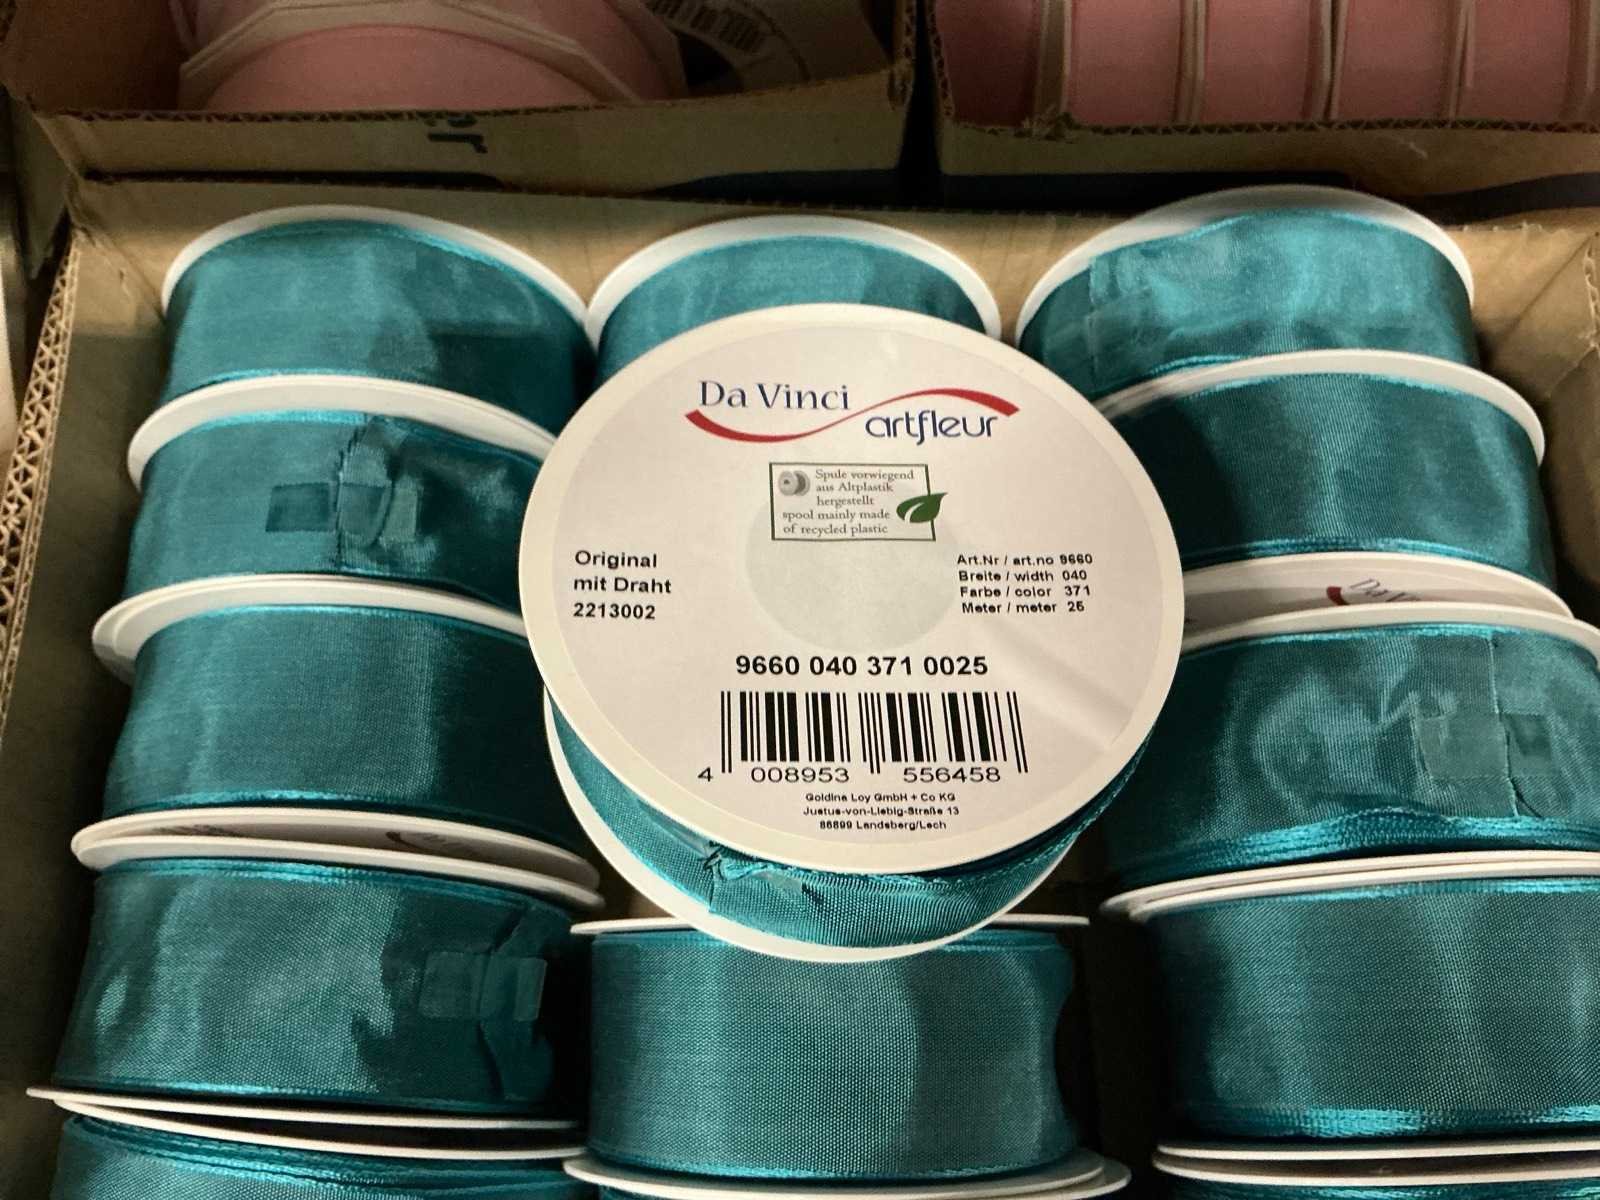 Da Vinci
artfleur
Spule vorwiegend
aus Altplastik
hergestellt
spool mainly made
of recycled plastic
Original
mit Draht
2213002
Art.Nr / art.no 9660
Breite / width 040
Farbe / color 371
Meter / meter 25
9660 040 371 0025
4 008953 556458
Goldina Loy GmbH + Co KG
Justus-von-Liebig-Straße 13
86899 Landsberg/Lech
Da Vinci